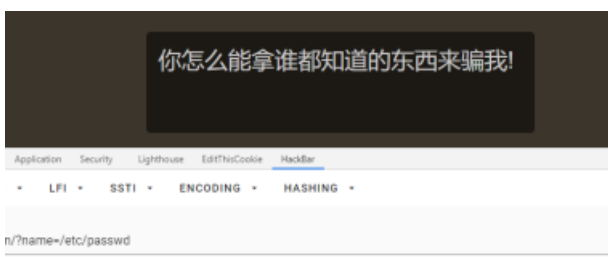 你怎么能拿谁都知道的东西来骗我!
Application Security Lighthouse EditThisCookie HackBar
LFI SSTI ENCODING HASHING
n/?name=/etc/passwd